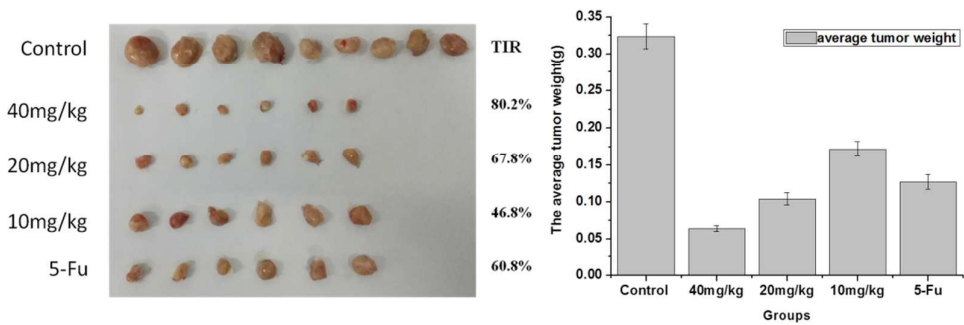 Control
TIR
40mg/kg
80.2%
20mg/kg
67.8%
10mg/kg
46.8%
5-Fu
60.8%
The average tumor weight(g)
0.35
0.30
0.25
0.20
0.15
0.10
0.05
0.00
average tumor weight
Control 40mg/kg 20mg/kg 10mg/kg 5-Fu
Groups